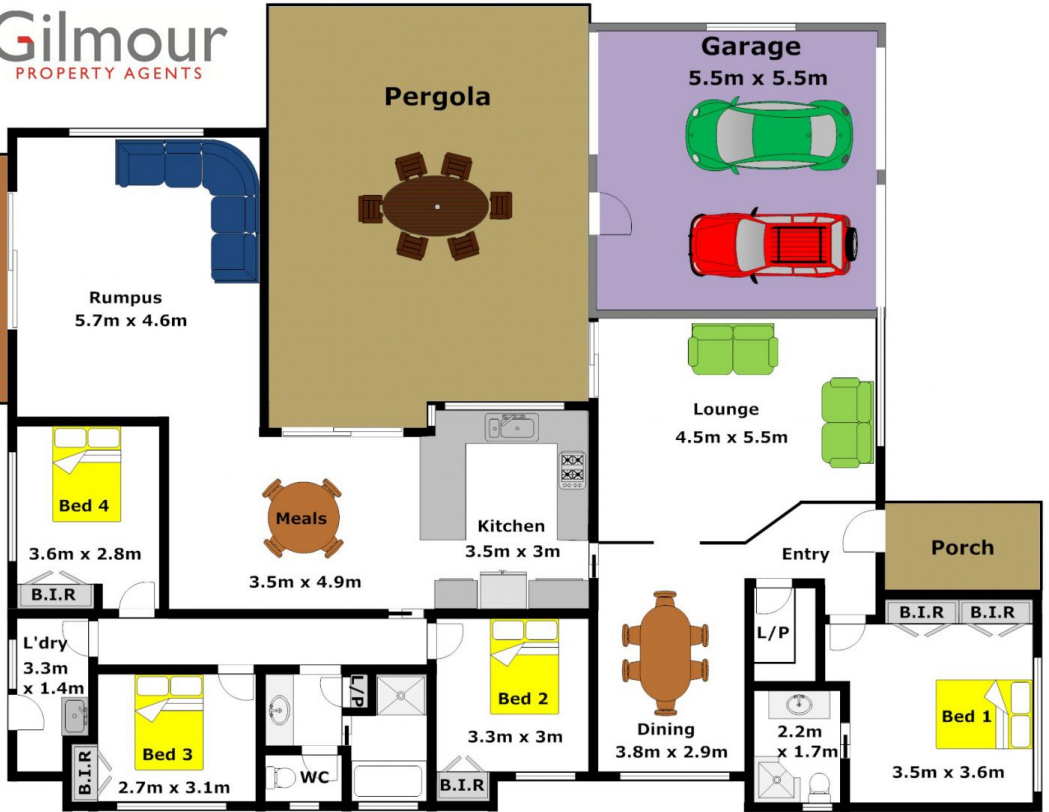 Gilmour
PROPERTY AGENTS
Pergola
Garage
5.5m x 5.5m
Rumpus
5.7m x 4.6m
Lounge
4.5m x 5.5m
Bed 4
3.6m x 2.8m
B.I.R
Meals
3.5m x 4.9m
Kitchen
3.5m x 3m
Entry
Porch
L'dry
3.3m
x 1.4m
Bed 3
2.7m x 3.1m
B.I.R
L/P
WC
Bed 2
3.3m x 3m
B.I.R
Dining
3.8m x 2.9m
L/P
2.2m
x 1.7m
B.I.R
B.I.R
Bed 1
3.5m x 3.6m